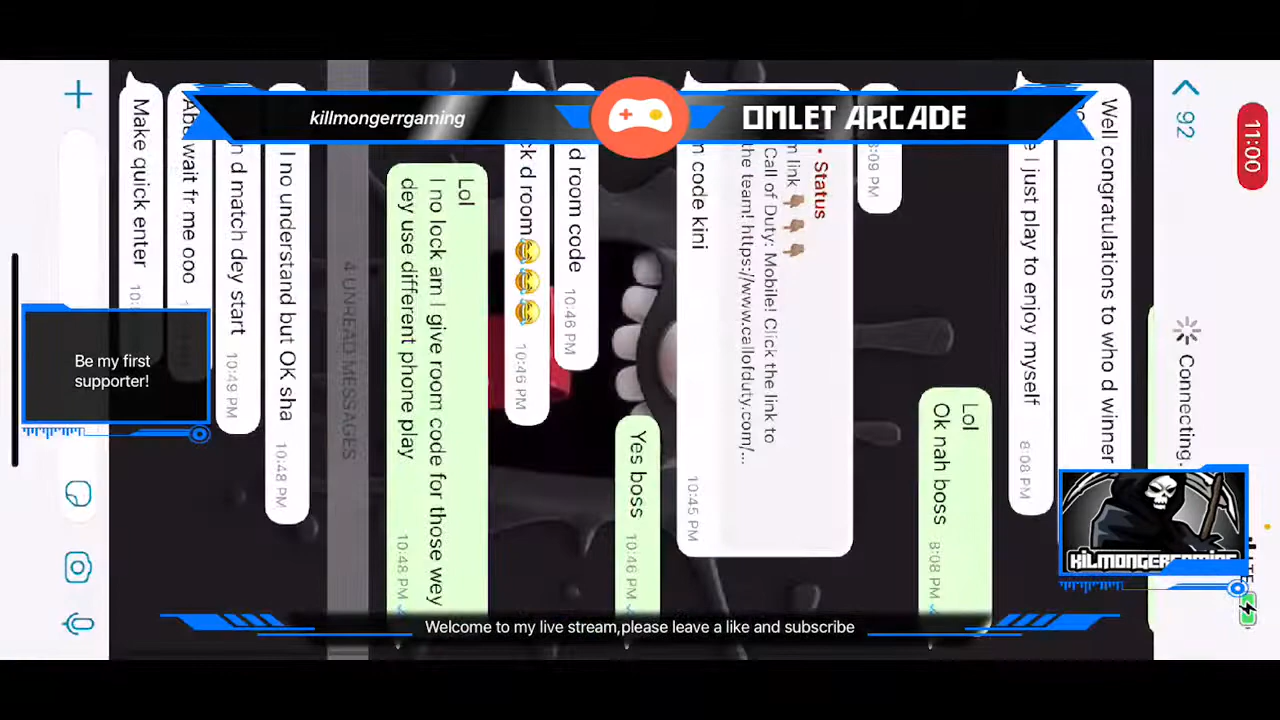 killmongerrgaming
OMLET ARCADE
11:00
92
Connecting.
Well congratulations to who d winner
I just play to enjoy myself
8:08 PM
Lol
Ok nah boss
8:08 PM
:09 PM
• Status
link 👇🏽👇🏽👇🏽
Call of Duty: Mobile! Click the link to
the team! https://www.callofduty.com/...
code kini
10:45 PM
Yes boss
10:46 PM
d room code
10:46 PM
d room😂😂😂
10:46 PM
Lol
I no lock am I give room code for those wey
dey use different phone play
10:48 PM
4 UNREAD MESSAGES
I no understand but OK sha
10:48 PM
d match dey start
10:49 PM
wait fr me ooo
Make quick enter
10:
Be my first
supporter!
KILMONGERGAMING
Welcome to my live stream,please leave a like and subscribe